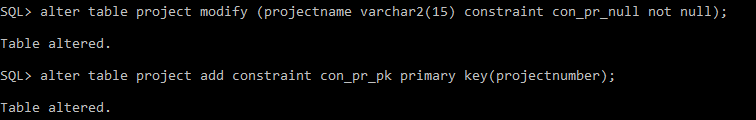 SQL> alter table project modify (projectname varchar2(15) constraint con_pr_null not null);
Table altered.
SQL> alter table project add constraint con_pr_pk primary key(projectnumber);
Table altered.